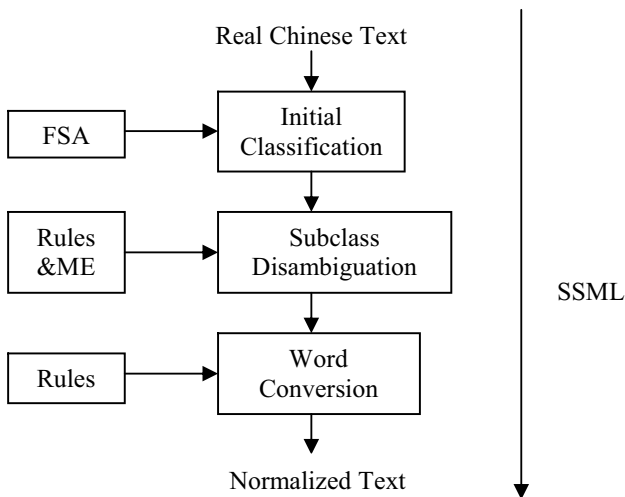 Real Chinese Text
FSA
Initial
Classification
Rules
&ME
Subclass
Disambiguation
SSML
Rules
Word
Conversion
Normalized Text